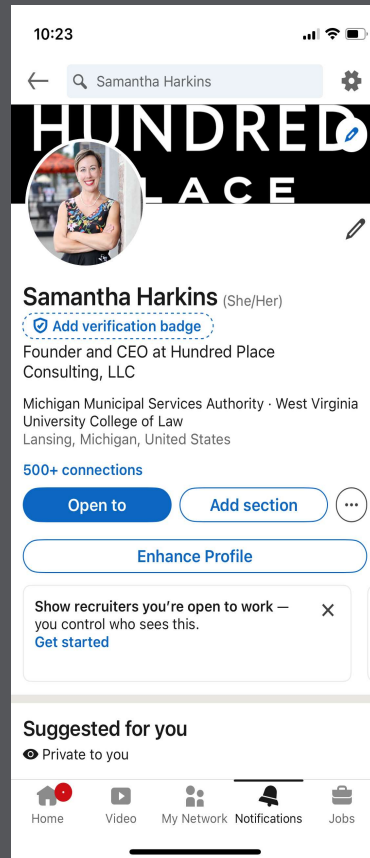 10:23
Samantha Harkins
HUNDRED
PLACE
Samantha Harkins (She/Her)
Add verification badge
Founder and CEO at Hundred Place
Consulting, LLC
Michigan Municipal Services Authority · West Virginia
University College of Law
Lansing, Michigan, United States
500+ connections
Open to
Add section
Enhance Profile
Show recruiters you're open to work —
you control who sees this.
Get started
Suggested for you
Private to you
Home
Video
My Network
Notifications
Jobs